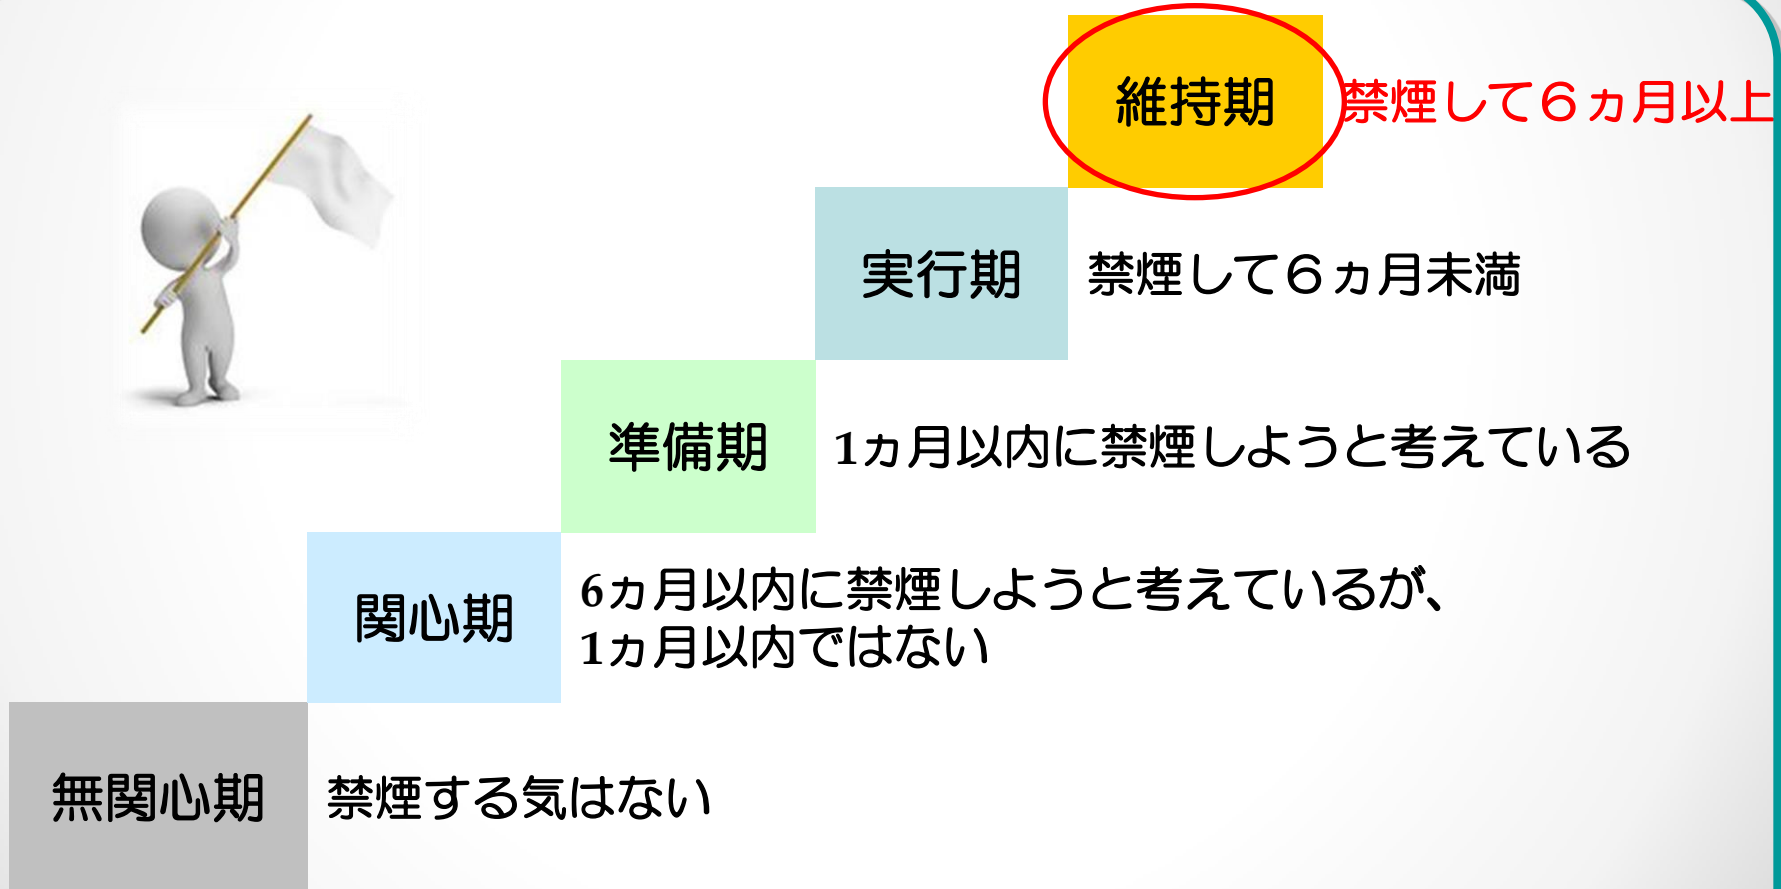 維持期 禁煙して６ヵ月以上
実行期 禁煙して６ヵ月未満
準備期 1ヵ月以内に禁煙しようと考えている
関心期 6ヵ月以内に禁煙しようと考えているが、
1ヵ月以内ではない
無関心期 禁煙する気はない